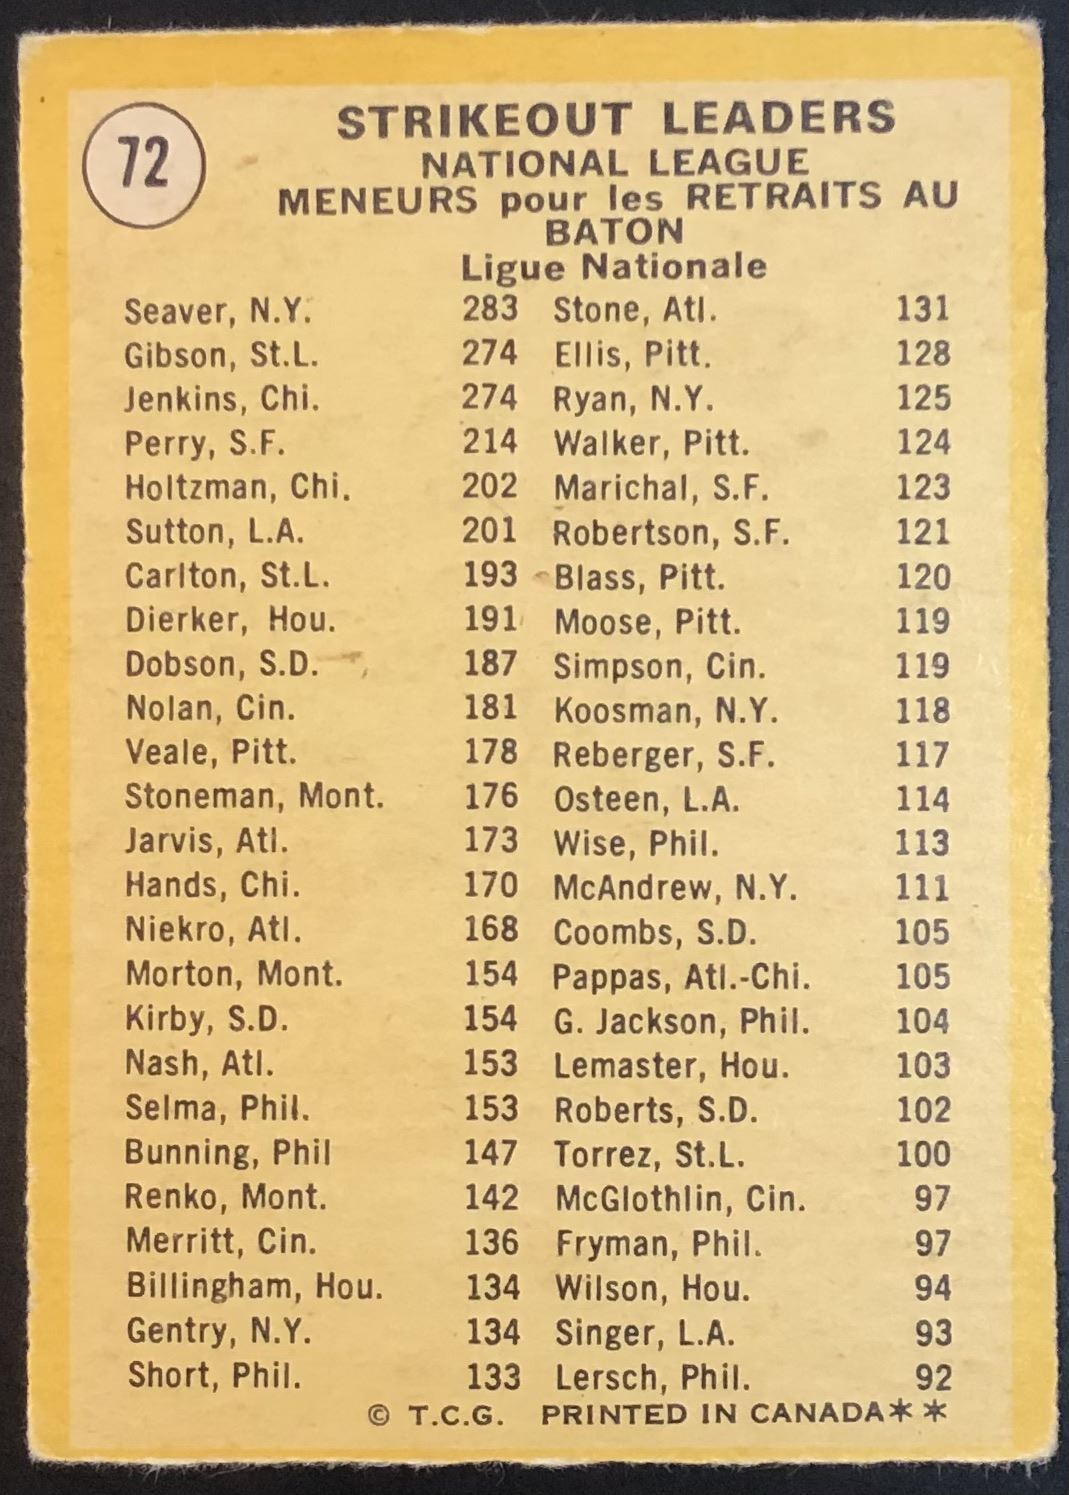 72
STRIKEOUT LEADERS
NATIONAL LEAGUE
MENEURS pour les RETRAITS AU
BATON
Ligue Nationale
Seaver, N.Y. 283 Stone, Atl. 131
Gibson, St.L. 274 Ellis, Pitt. 128
Jenkins, Chi. 274 Ryan, N.Y. 125
Perry, S.F. 214 Walker, Pitt. 124
Holtzman, Chi. 202 Marichal, S.F. 123
Sutton, L.A. 201 Robertson, S.F. 121
Carlton, St.L. 193 Blass, Pitt. 120
Dierker, Hou. 191 Moose, Pitt. 119
Dobson, S.D. 187 Simpson, Cin. 119
Nolan, Cin. 181 Koosman, N.Y. 118
Veale, Pitt. 178 Reberger, S.F. 117
Stoneman, Mont. 176 Osteen, L.A. 114
Jarvis, Atl. 173 Wise, Phil. 113
Hands, Chi. 170 McAndrew, N.Y. 111
Niekro, Atl. 168 Coombs, S.D. 105
Morton, Mont. 154 Pappas, Atl.-Chi. 105
Kirby, S.D. 154 G. Jackson, Phil. 104
Nash, Atl. 153 Lemaster, Hou. 103
Selma, Phil. 153 Roberts, S.D. 102
Bunning, Phil 147 Torrez, St.L. 100
Renko, Mont. 142 McGlothlin, Cin. 97
Merritt, Cin. 136 Fryman, Phil. 97
Billingham, Hou. 134 Wilson, Hou. 94
Gentry, N.Y. 134 Singer, L.A. 93
Short, Phil. 133 Lersch, Phil. 92
© T.C.G. PRINTED IN CANADA✶✶